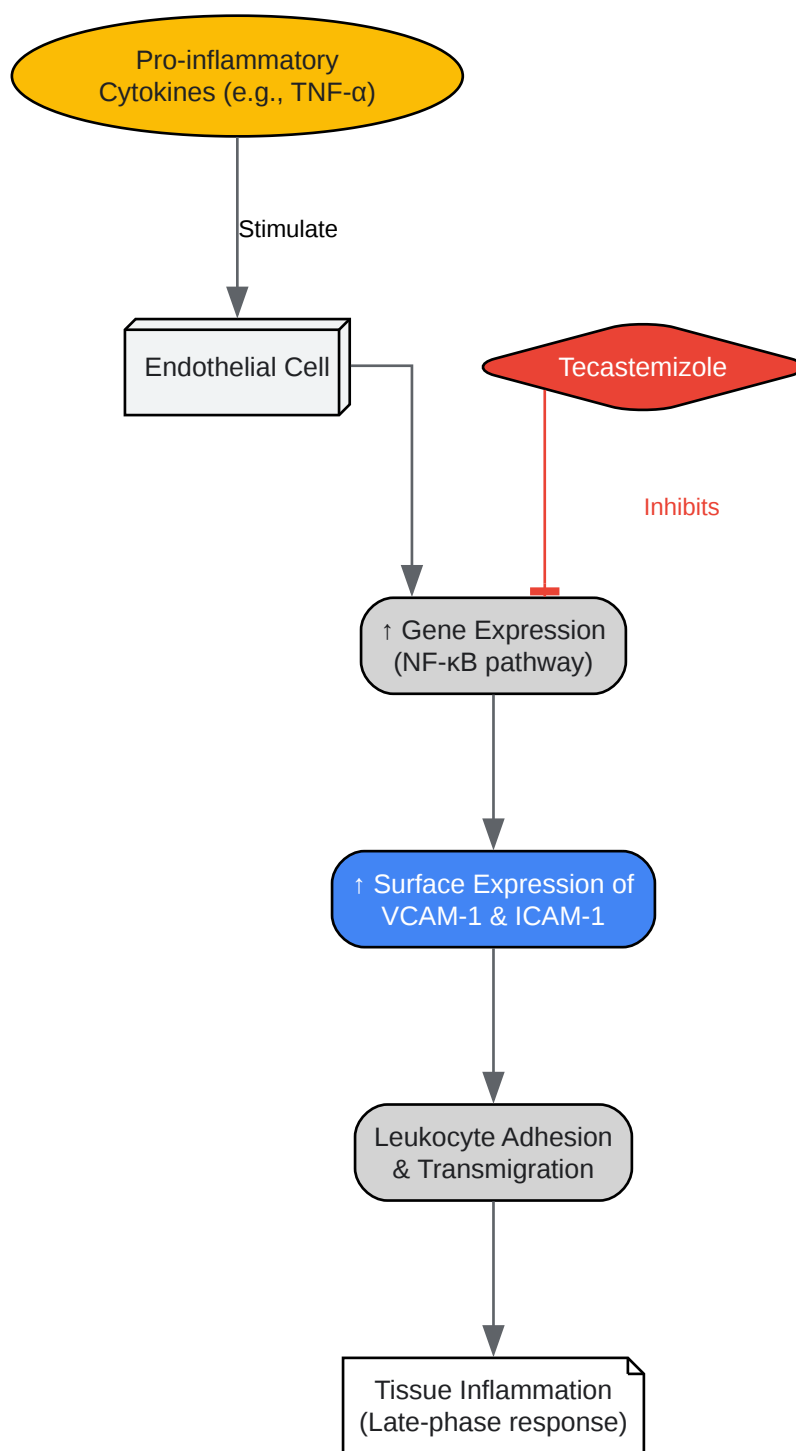 Pro-inflammatory
Cytokines (e.g., TNF-α)
Stimulate
Endothelial Cell
Tecastemizole
Inhibits
↑ Gene Expression
(NF-κB pathway)
↑ Surface Expression of
VCAM-1 & ICAM-1
Leukocyte Adhesion
& Transmigration
Tissue Inflammation
(Late-phase response)